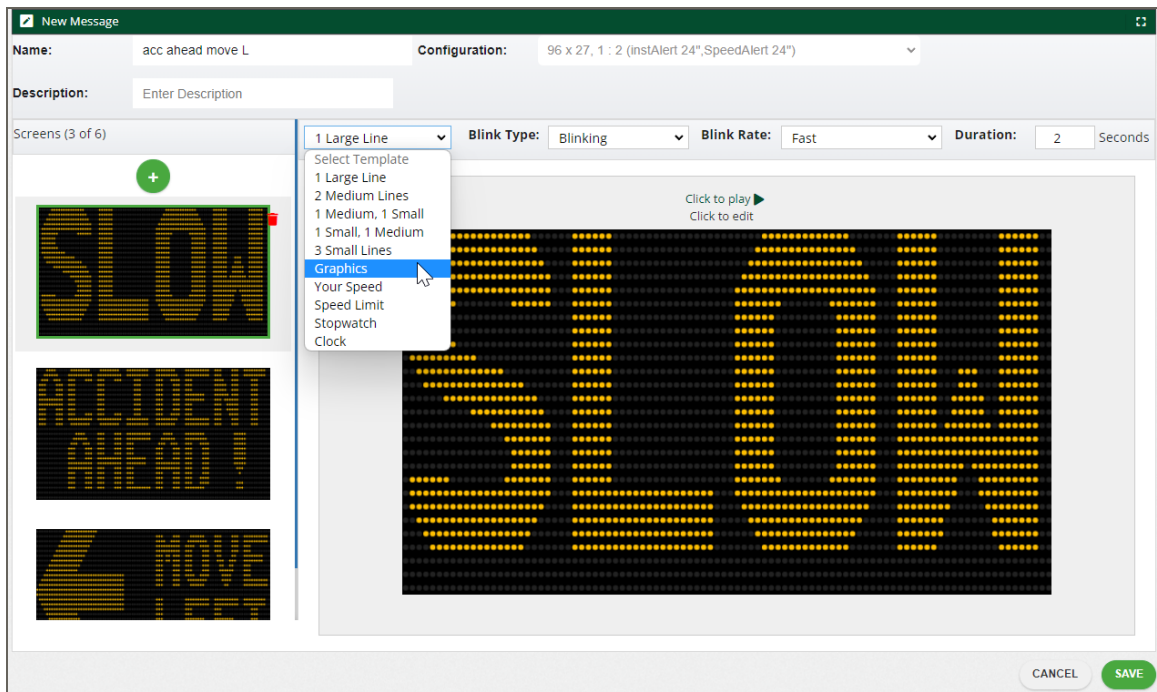 New Message
Name: acc ahead move L Configuration: 96 x 27, 1 : 2 (instAlert 24",SpeedAlert 24")
Description: Enter Description
Screens (3 of 6) 1 Large Line Blink Type: Blinking Blink Rate: Fast Duration: 2 Seconds
+
Select Template
1 Large Line
2 Medium Lines
1 Medium, 1 Small
1 Small, 1 Medium
3 Small Lines
Graphics
Your Speed
Speed Limit
Stopwatch
Clock
Click to play
Click to edit
SLOW
SLOW
ACCIDENT
AHEAD !
MOVE
CANCEL SAVE